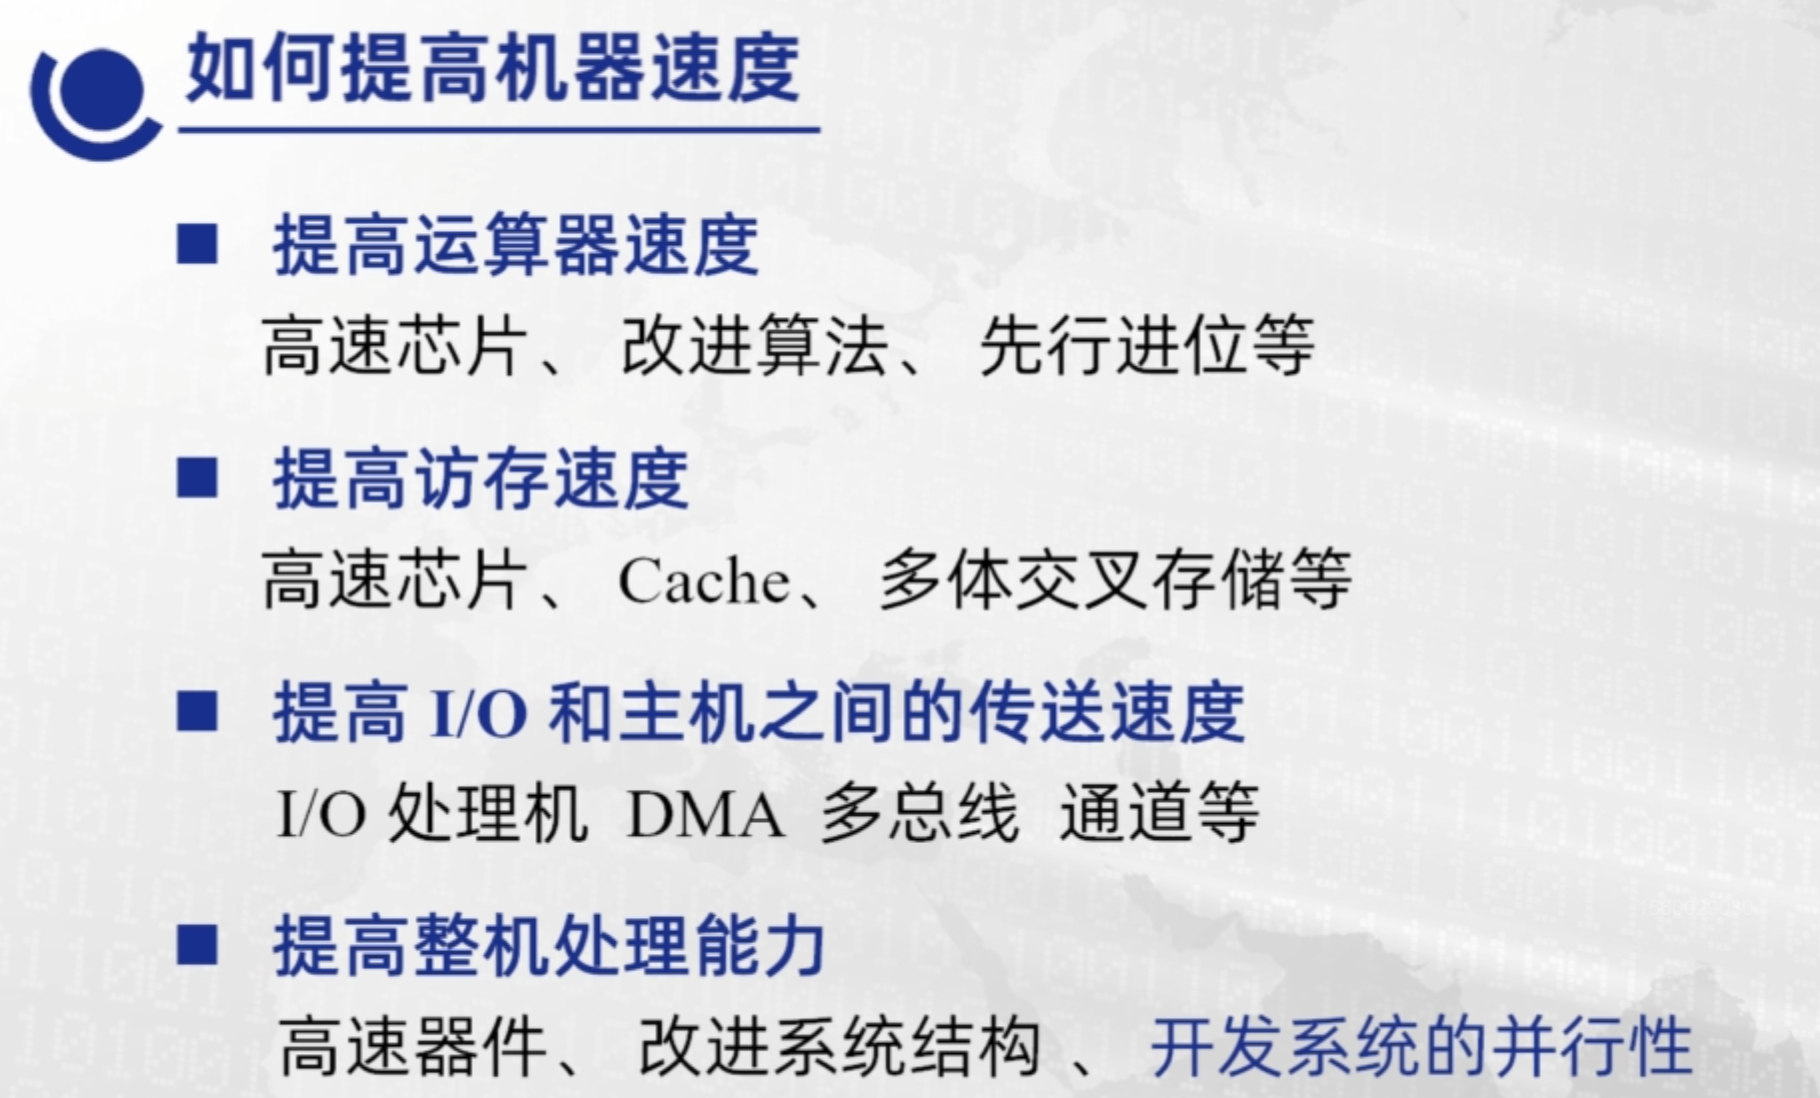 如何提高机器速度
提高运算器速度
高速芯片、 改进算法、 先行进位等
提高访存速度
高速芯片、 Cache、 多体交叉存储等
提高 I/O 和主机之间的传送速度
I/O 处理机 DMA 多总线 通道等
提高整机处理能力
高速器件、 改进系统结构 、 开发系统的并行性